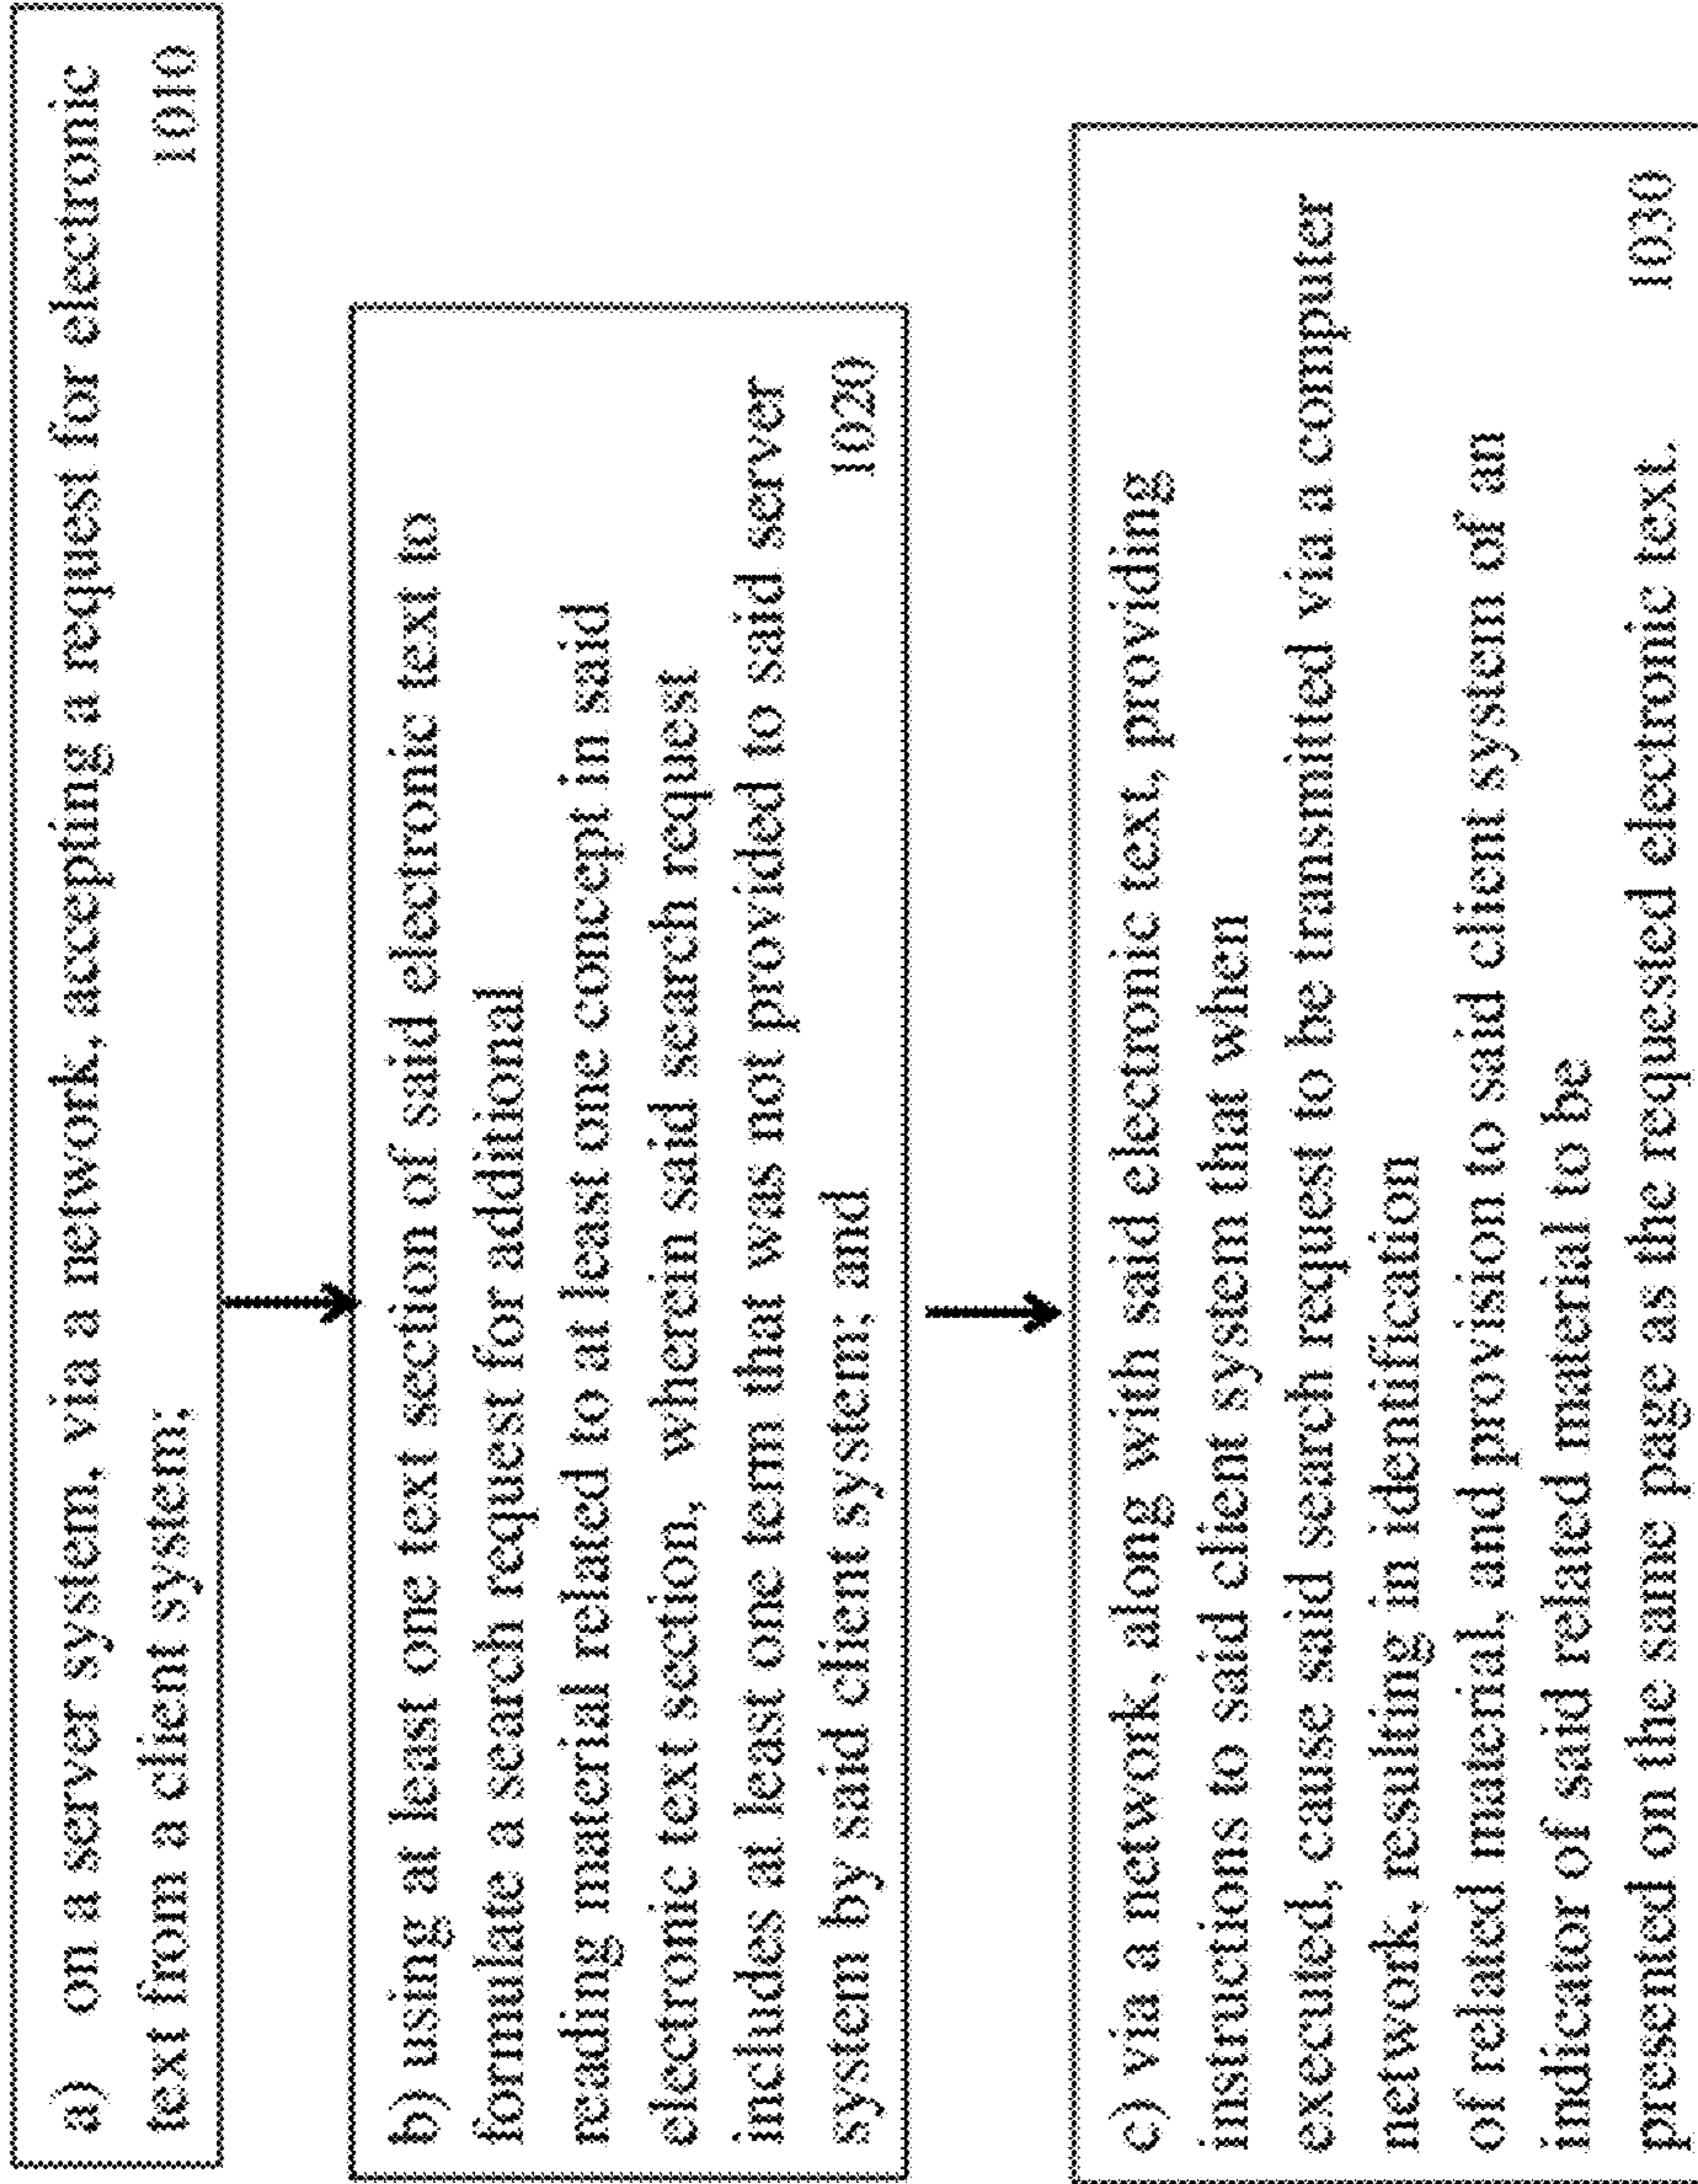 a) on a server system, via a network, accepting a request for electronic
text from a client system; 1010
b) using at least one text section of said electronic text to
formulate a search request for additional
reading material related to at least one concept in said
electronic text section, wherein said search request
includes at least one term that was not provided to said server
system by said client system; and 1020
c) via a network, along with said electronic text, providing
instructions to said client system that when
executed, cause said search request to be transmitted via a computer
network, resulting in identification
of related material, and provision to said client system of an
indicator of said related material to be
presented on the same page as the requested electronic text. 1030